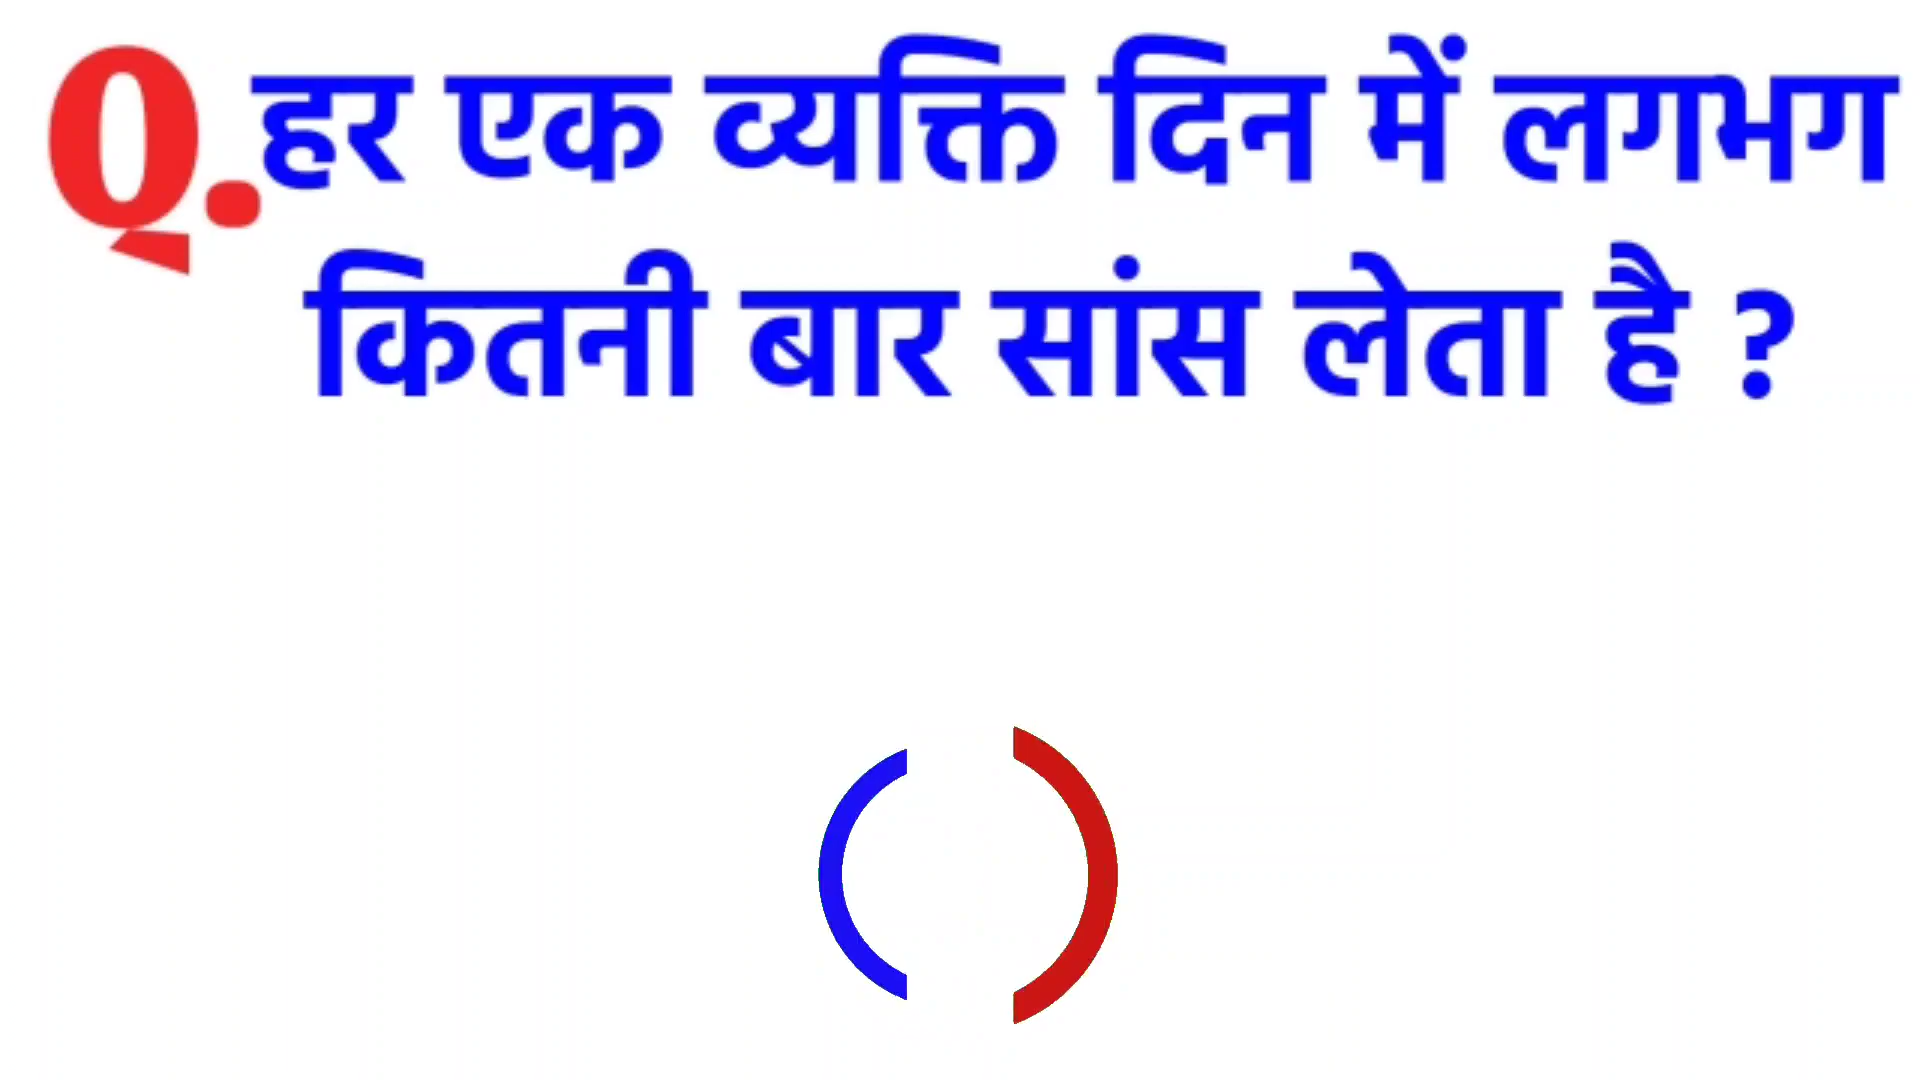 Q. हर एक व्यक्ति दिन में लगभग
कितनी बार सांस लेता है ?